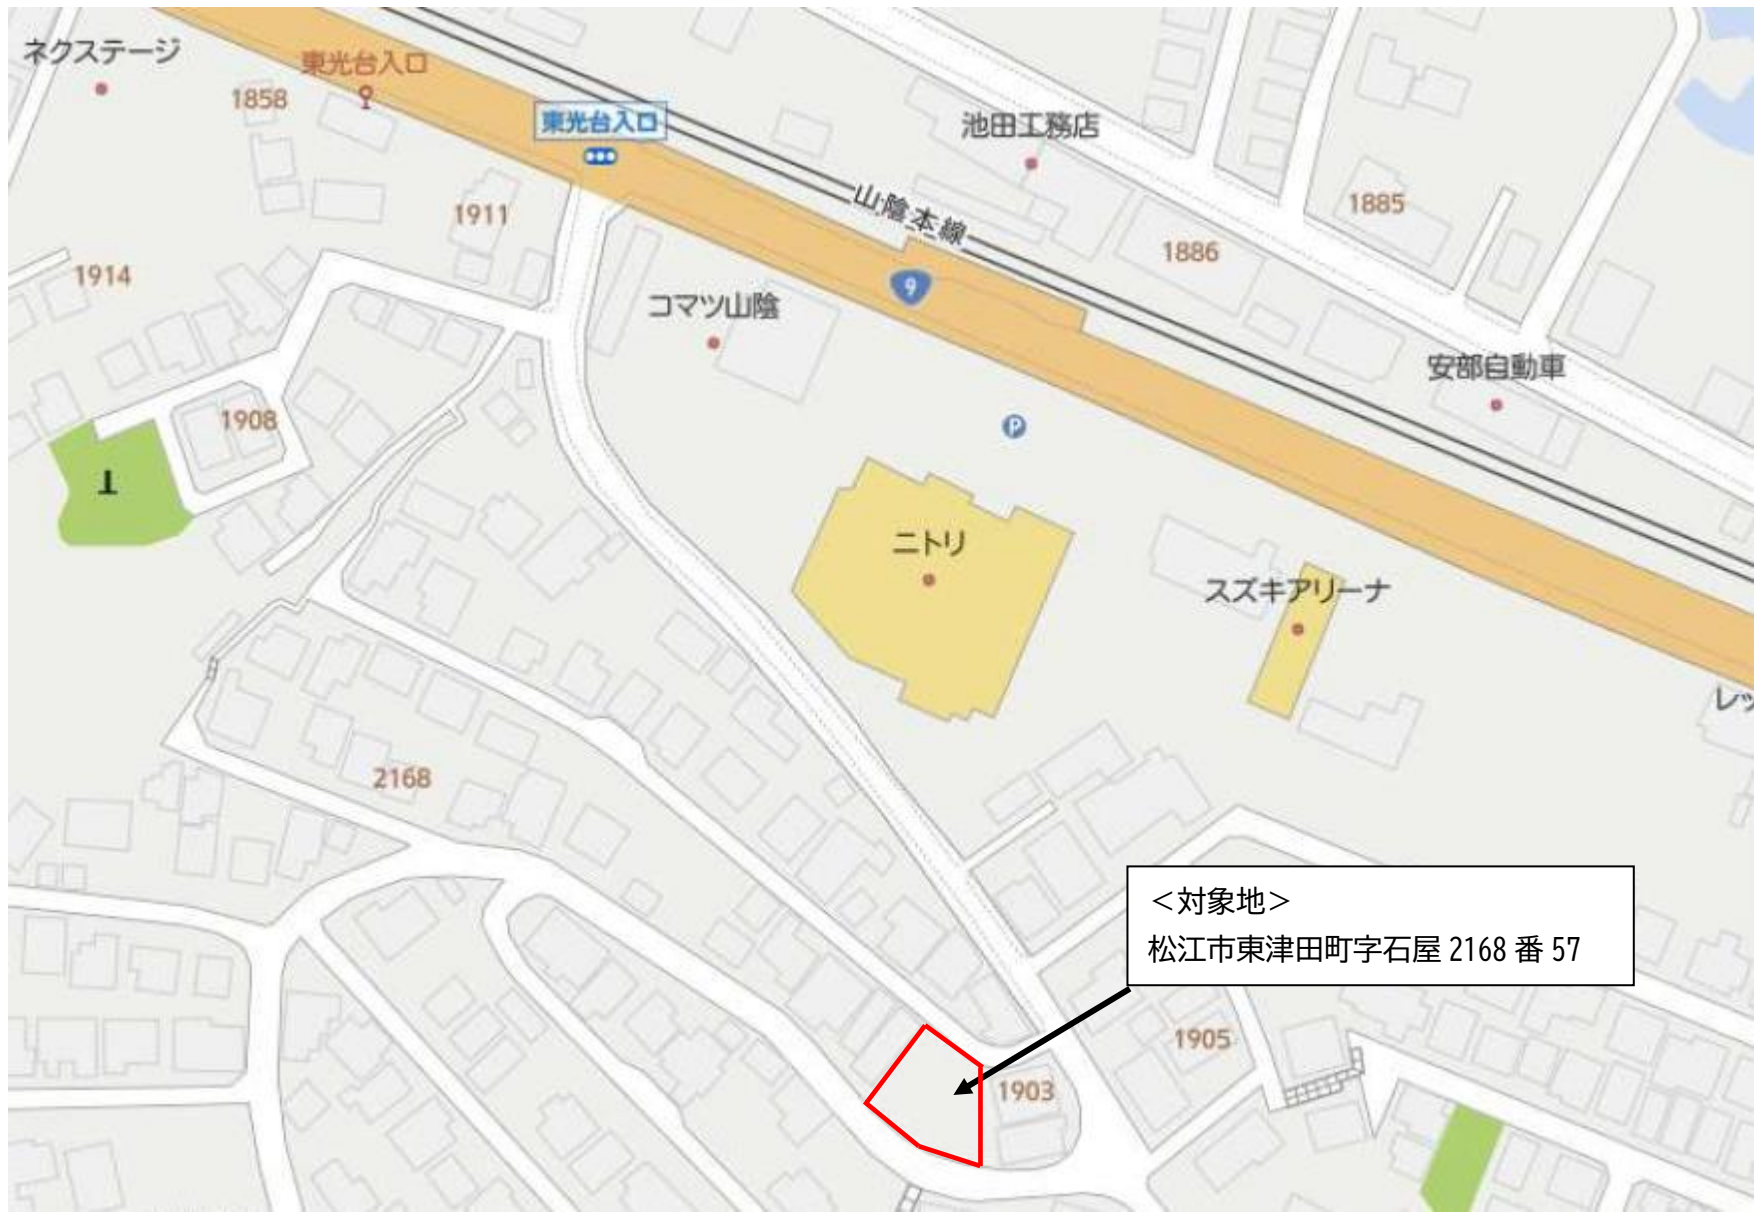 ネクステージ
東光台入口
1858
東光台入口
池田工務店
山陰本線
1911
1885
1886
1914
9
コマツ山陰
安部自動車
1908
P
ニトリ
スズキアリーナ
レッ
2168
<対象地>
松江市東津田町字石屋 2168 番 57
1905
1903